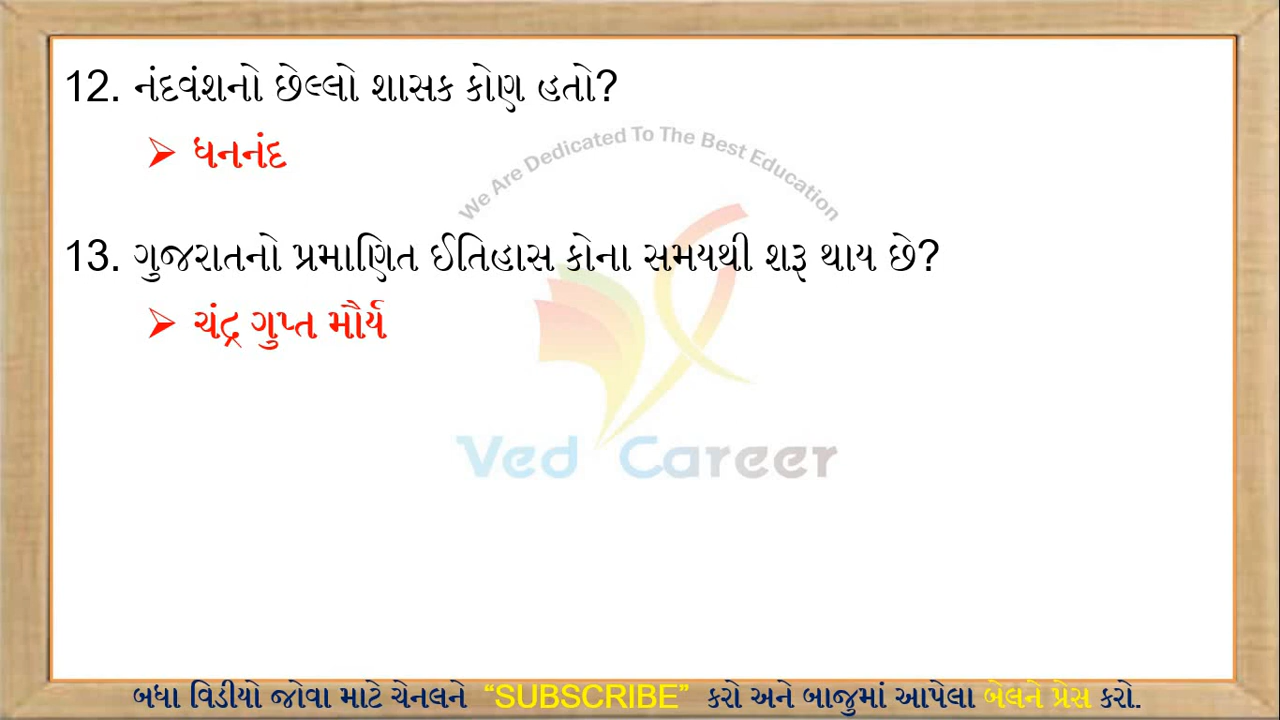 12. નંદવંશનો છેલ્લો શાસક કોણ હતો?
➢ ધનનંદ
We Are Dedicated To The Best Education
13. ગુજરાતનો પ્રમાણિત ઈતિહાસ કોના સમયથી શરૂ થાય છે?
➢ ચંદ્ર ગુપ્ત મૌર્ય
Ved Career
બધા વિડીયો જોવા માટે ચેનલને “SUBSCRIBE” કરો અને બાજુમાં આપેલા બેલને પ્રેસ કરો.